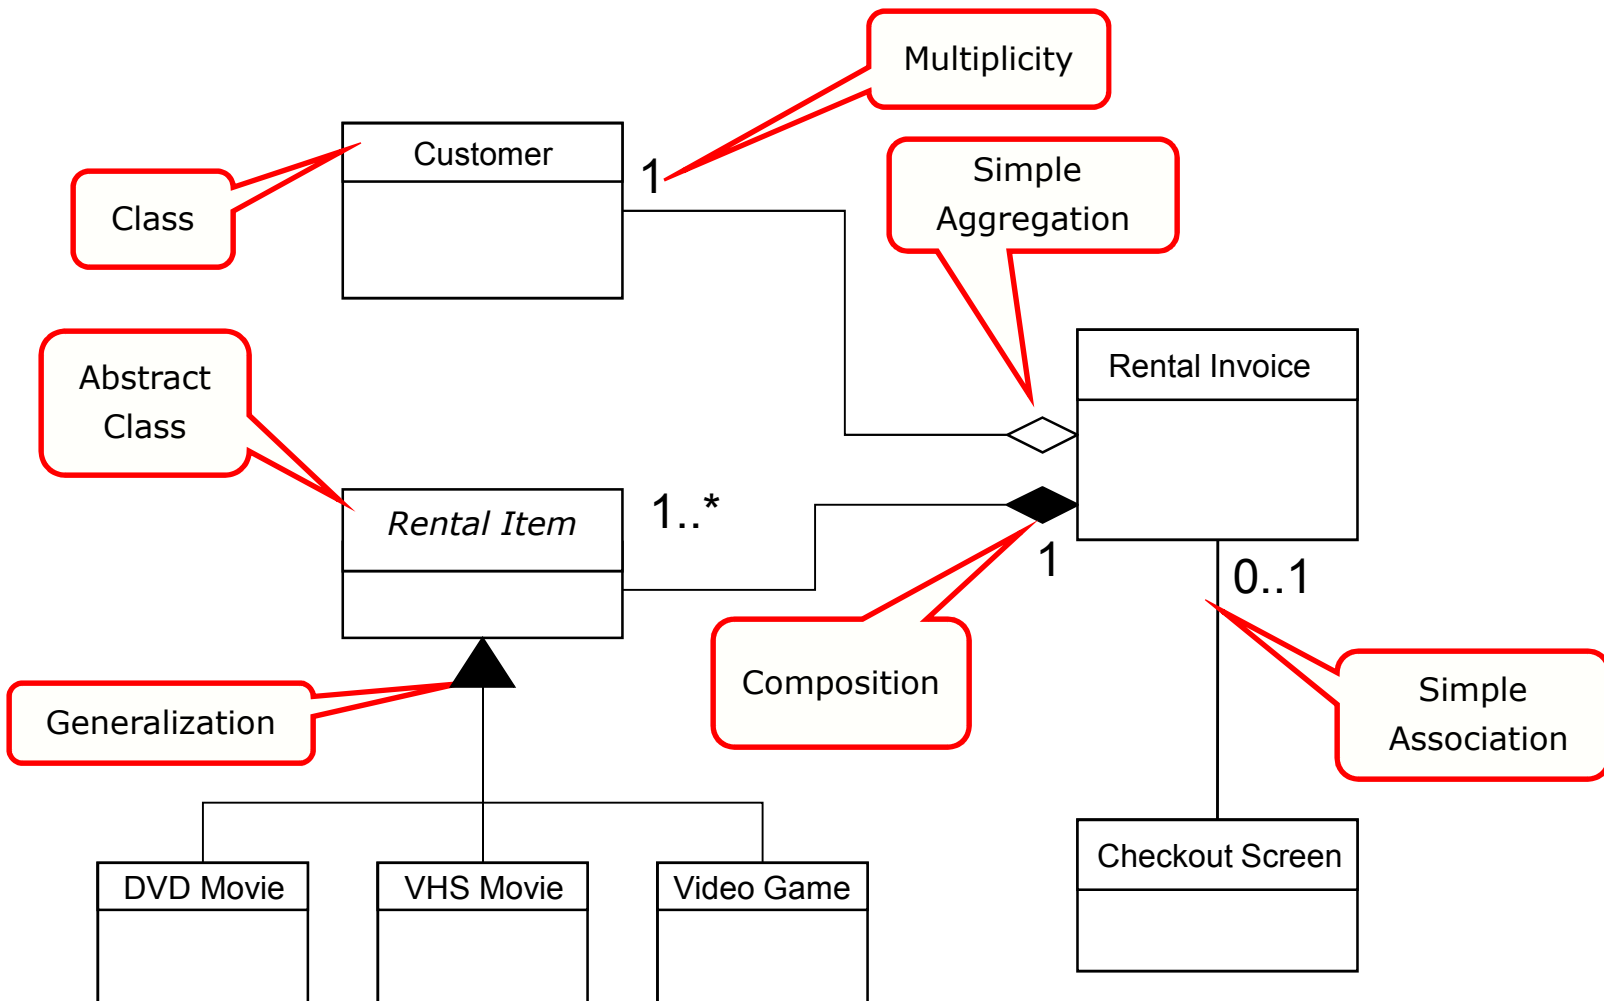 Multiplicity
Customer
1
Class
Simple
Aggregation
Abstract
Class
Rental Invoice
Rental Item
1..*
1
0..1
Composition
Simple
Association
Generalization
Checkout Screen
DVD Movie
VHS Movie
Video Game